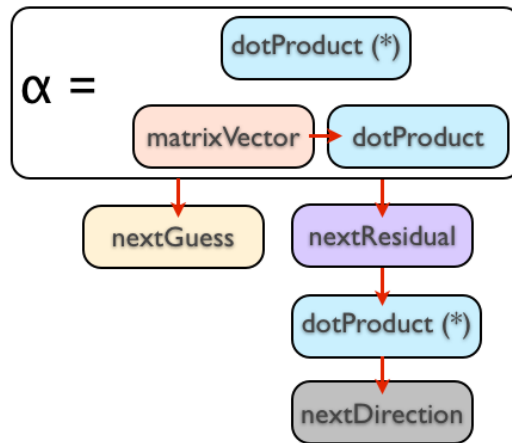 dotProduct (*)
α =
matrixVector dotProduct
nextGuess nextResidual
dotProduct (*)
nextDirection